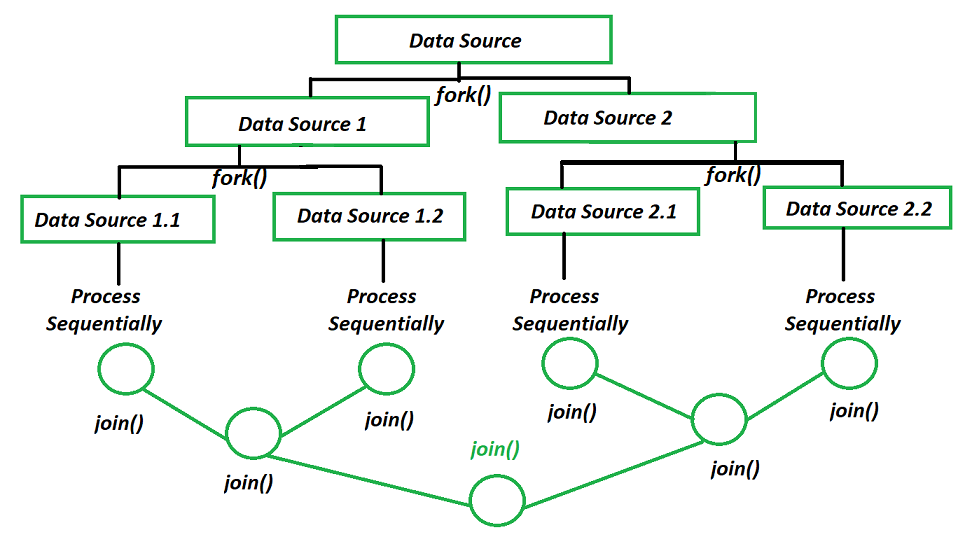 Data Source
fork()
Data Source 1
Data Source 2
fork()
fork()
Data Source 1.1
Data Source 1.2
Data Source 2.1
Data Source 2.2
Process
Sequentially
Process
Sequentially
Process
Sequentially
Process
Sequentially
join()
join()
join()
join()
join()
join()
join()